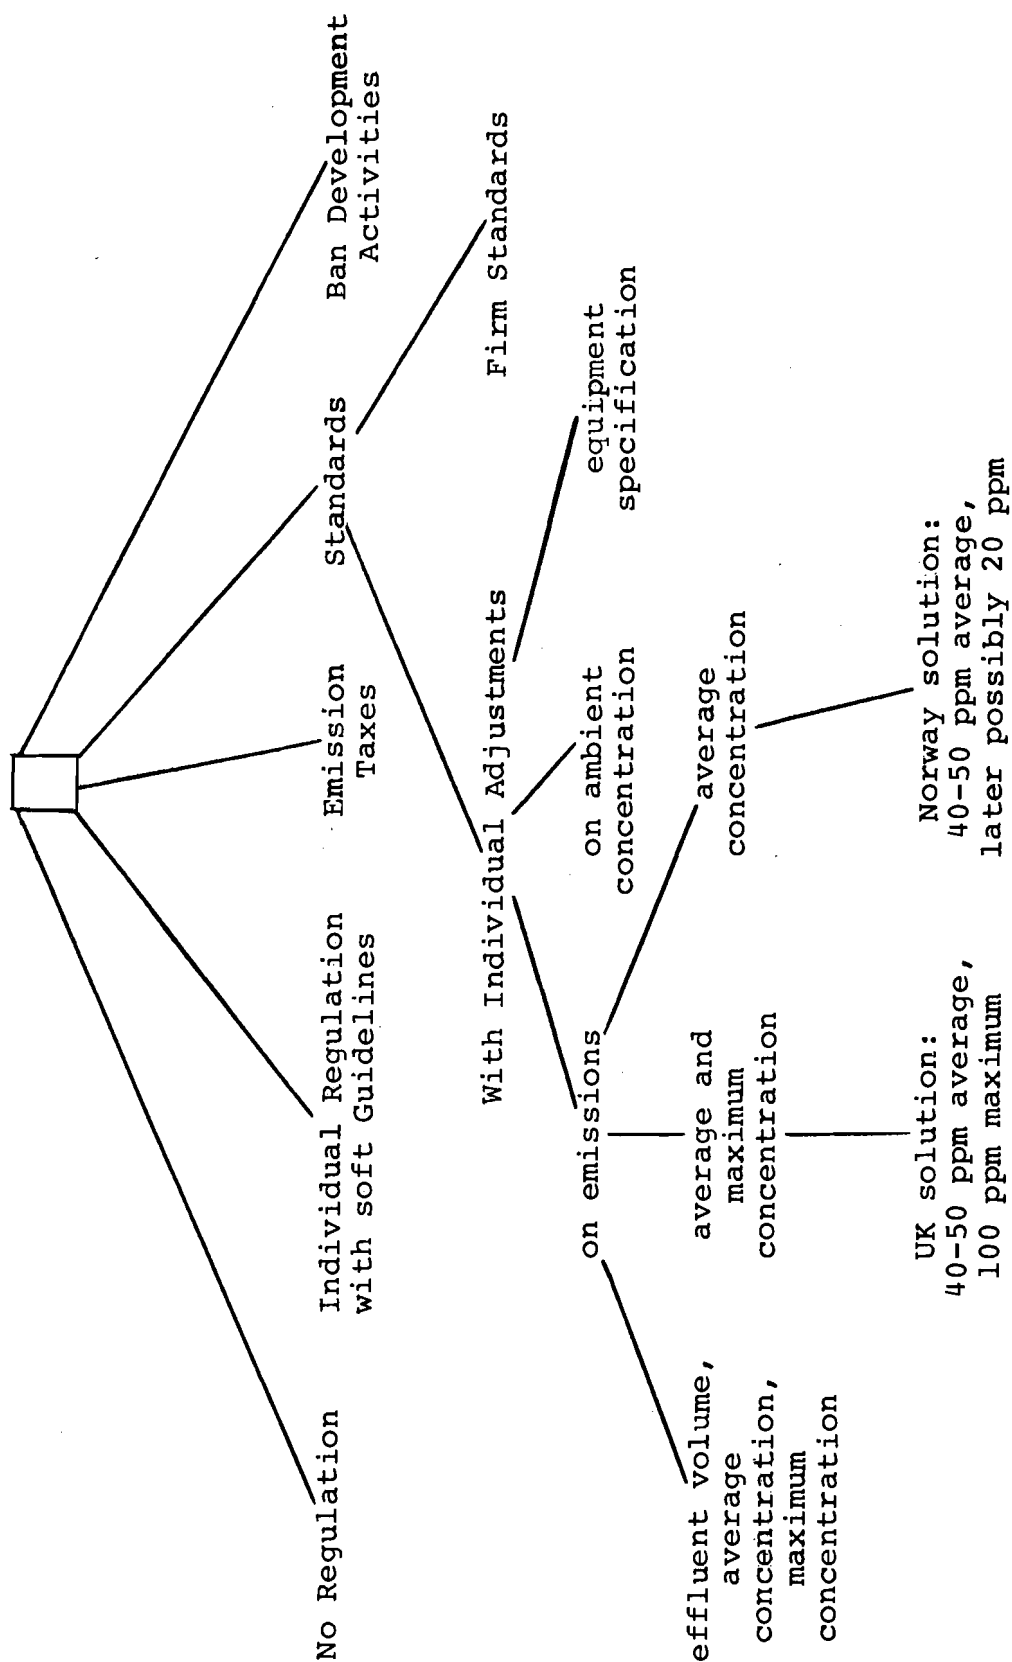 No Regulation
Individual Regulation
with soft Guidelines
Emission
Taxes
Standards
Ban Development
Activities
With Individual Adjustments
Firm Standards
on emissions
on ambient
concentration
equipment
specification
effluent volume,
average
concentration,
maximum
concentration
average and
maximum
concentration
average
concentration
UK solution:
40-50 ppm average,
100 ppm maximum
Norway solution:
40-50 ppm average,
later possibly 20 ppm